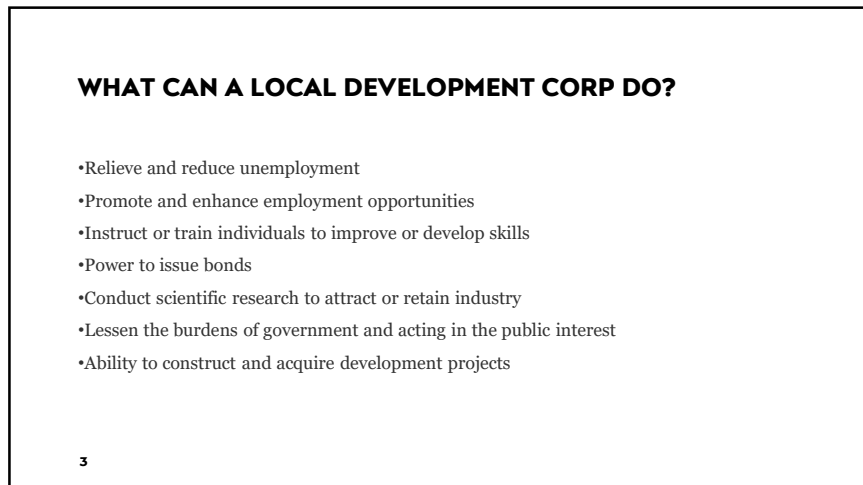 WHAT CAN A LOCAL DEVELOPMENT CORP DO?
•Relieve and reduce unemployment
•Promote and enhance employment opportunities
•Instruct or train individuals to improve or develop skills
•Power to issue bonds
•Conduct scientific research to attract or retain industry
•Lessen the burdens of government and acting in the public interest
•Ability to construct and acquire development projects
3